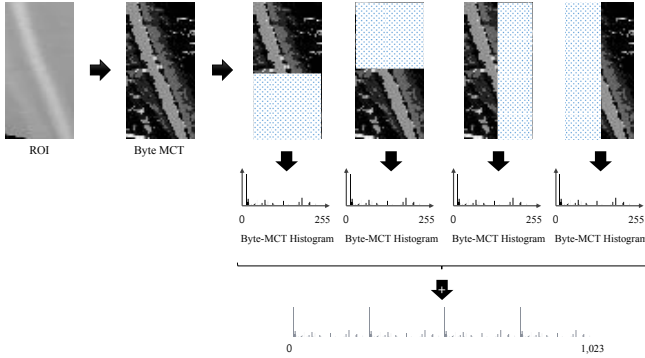 ROI
Byte MCT
0 255
0 255
0 255
0 255
Byte-MCT Histogram
Byte-MCT Histogram
Byte-MCT Histogram
Byte-MCT Histogram
+
0 1,023